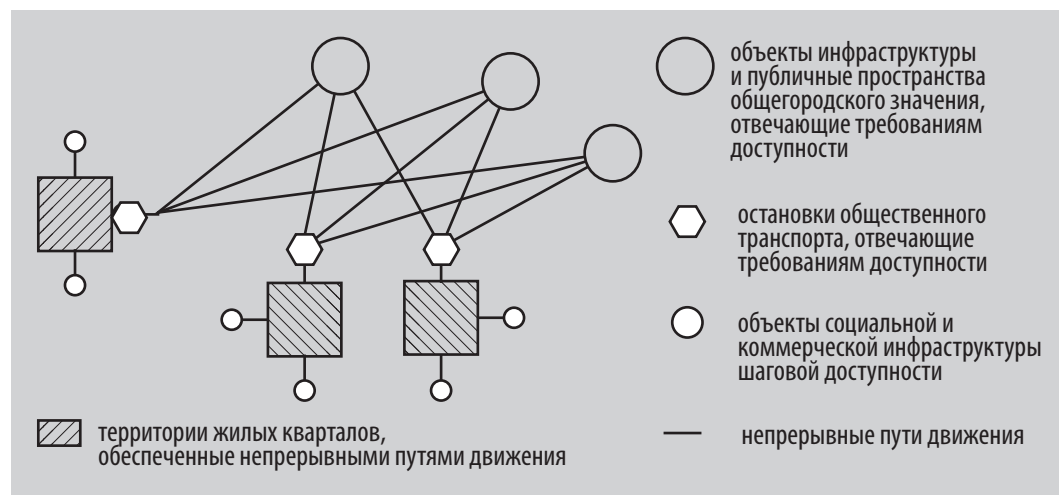 объекты инфраструктуры
и публичные пространства
общегородского значения,
отвечающие требованиям
доступности
остановки общественного
транспорта, отвечающие
требованиям доступности
объекты социальной и
коммерческой инфраструктуры
шаговой доступности
территории жилых кварталов,
обеспеченные непрерывными путями движения
непрерывные пути движения